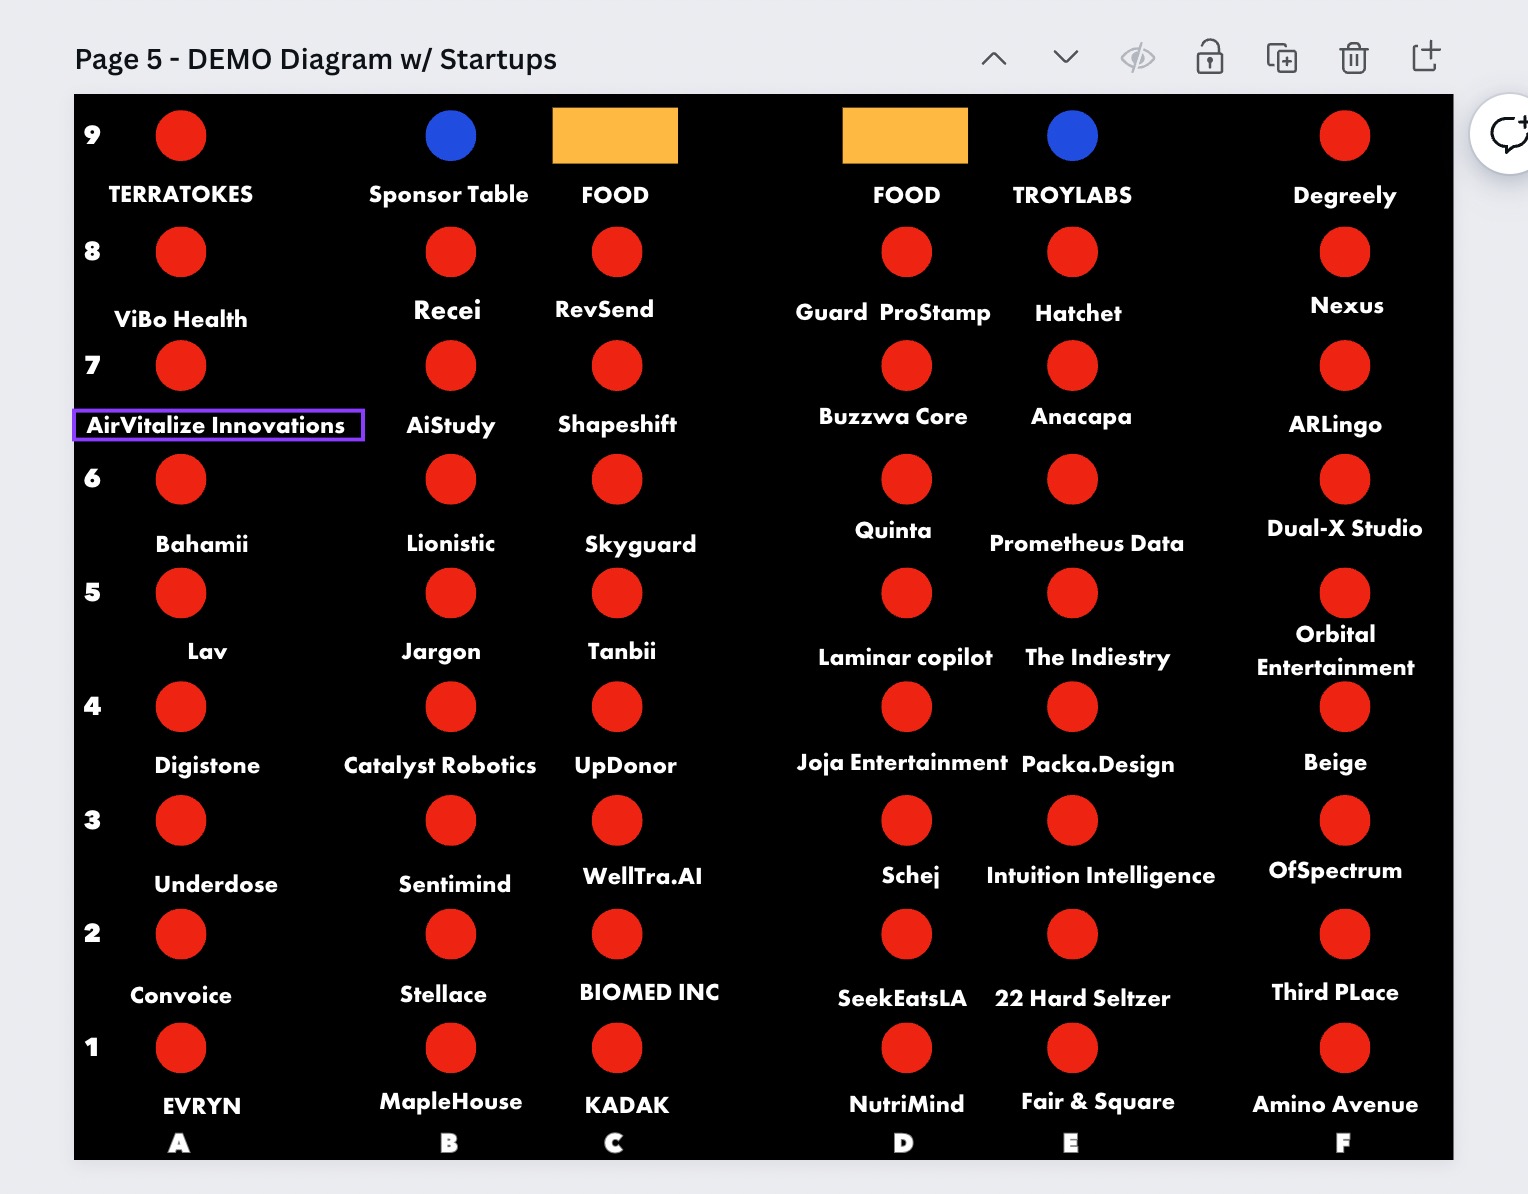 Page 5 - DEMO Diagram w/ Startups
9
TERRATOKES
Sponsor Table
FOOD
FOOD
TROYLABS
Degreely
8
ViBo Health
Recei
RevSend
Guard ProStamp
Hatchet
Nexus
7
AirVitalize Innovations
AiStudy
Shapeshift
Buzzwa Core
Anacapa
ARLingo
6
Bahamii
Lionistic
Skyguard
Quinta
Prometheus Data
Dual-X Studio
5
Lav
Jargon
Tanbii
Laminar copilot
The Indiestry
Orbital
Entertainment
4
Digistone
Catalyst Robotics
UpDonor
Joja Entertainment
Packa.Design
Beige
3
Underdose
Sentimind
WellTra.AI
Schej
Intuition Intelligence
OfSpectrum
2
Convoice
Stellace
BIOMED INC
SeekEatsLA
22 Hard Seltzer
Third PLace
1
EVRYN
MapleHouse
KADAK
NutriMind
Fair & Square
Amino Avenue
A
B
C
D
E
F